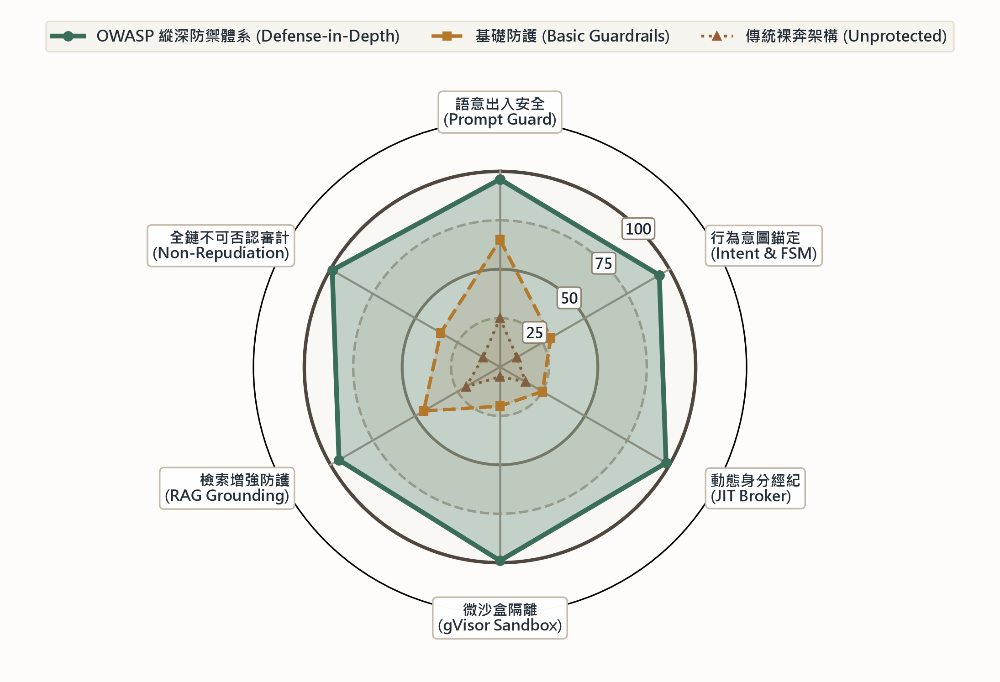 OWASP 縱深防禦體系 (Defense-in-Depth)
基礎防護 (Basic Guardrails)
傳統裸奔架構 (Unprotected)
語意出入安全
(Prompt Guard)
全鏈不可否認審計
(Non-Repudiation)
行為意圖錨定
(Intent & FSM)
100
75
50
25
檢索增強防護
(RAG Grounding)
動態身分經紀
(JIT Broker)
微沙盒隔離
(gVisor Sandbox)